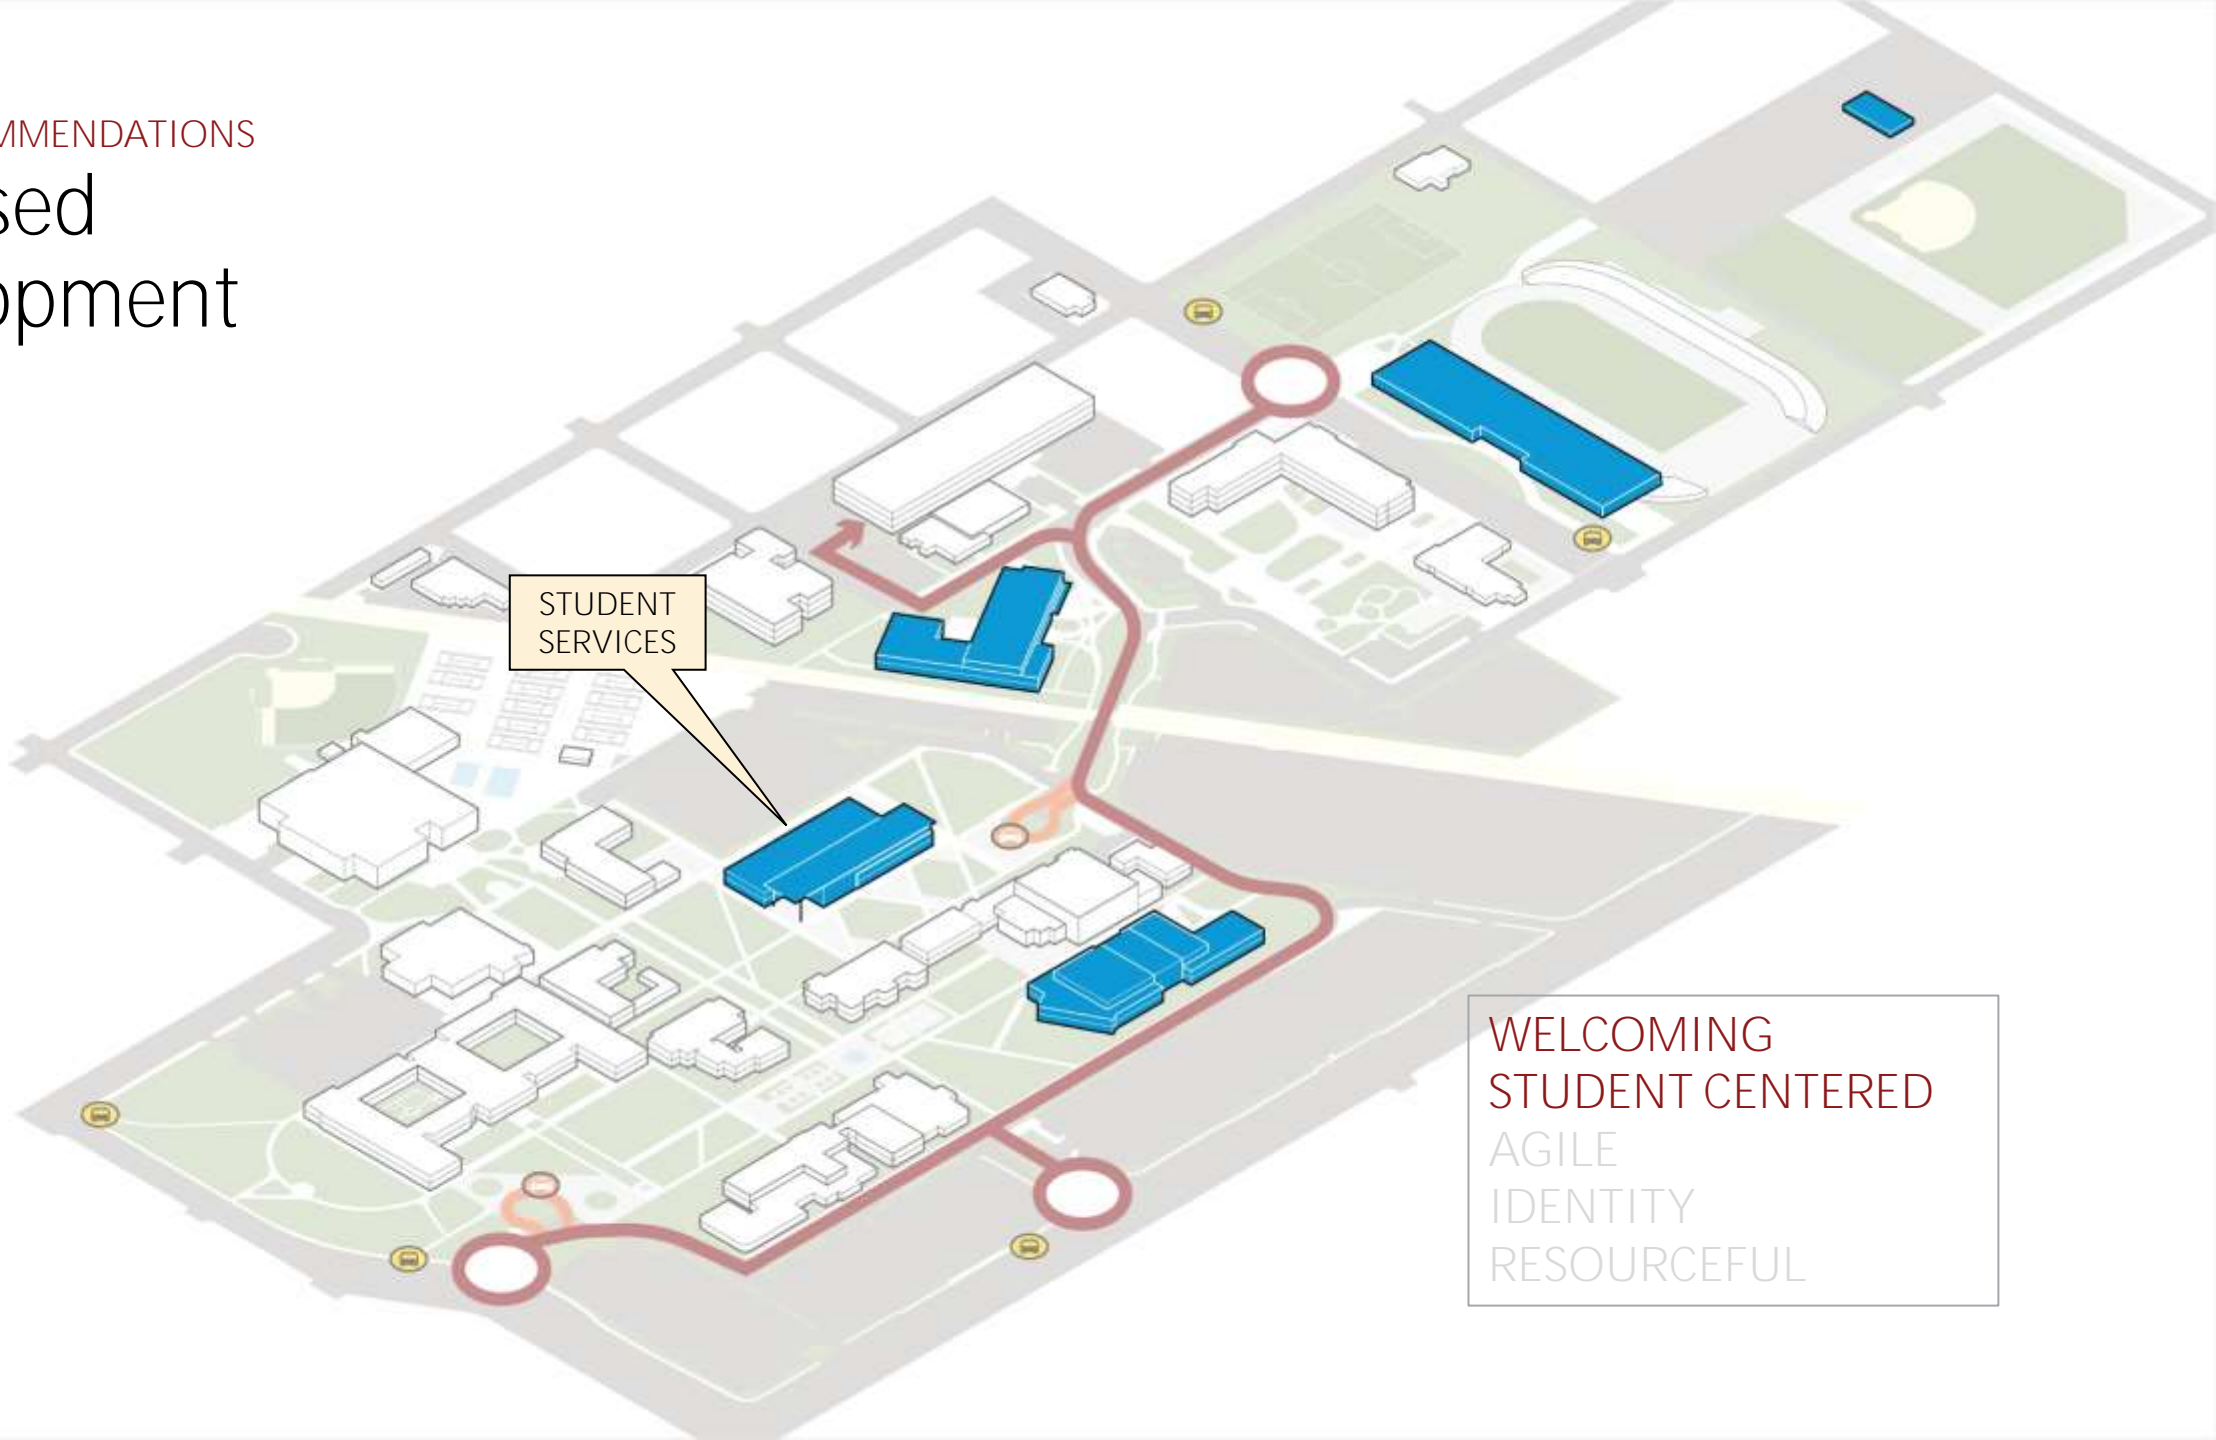 MMENDATIONS
sed
opment
STUDENT
SERVICES
WELCOMING
STUDENT CENTERED
AGILE
IDENTITY
RESOURCEFUL